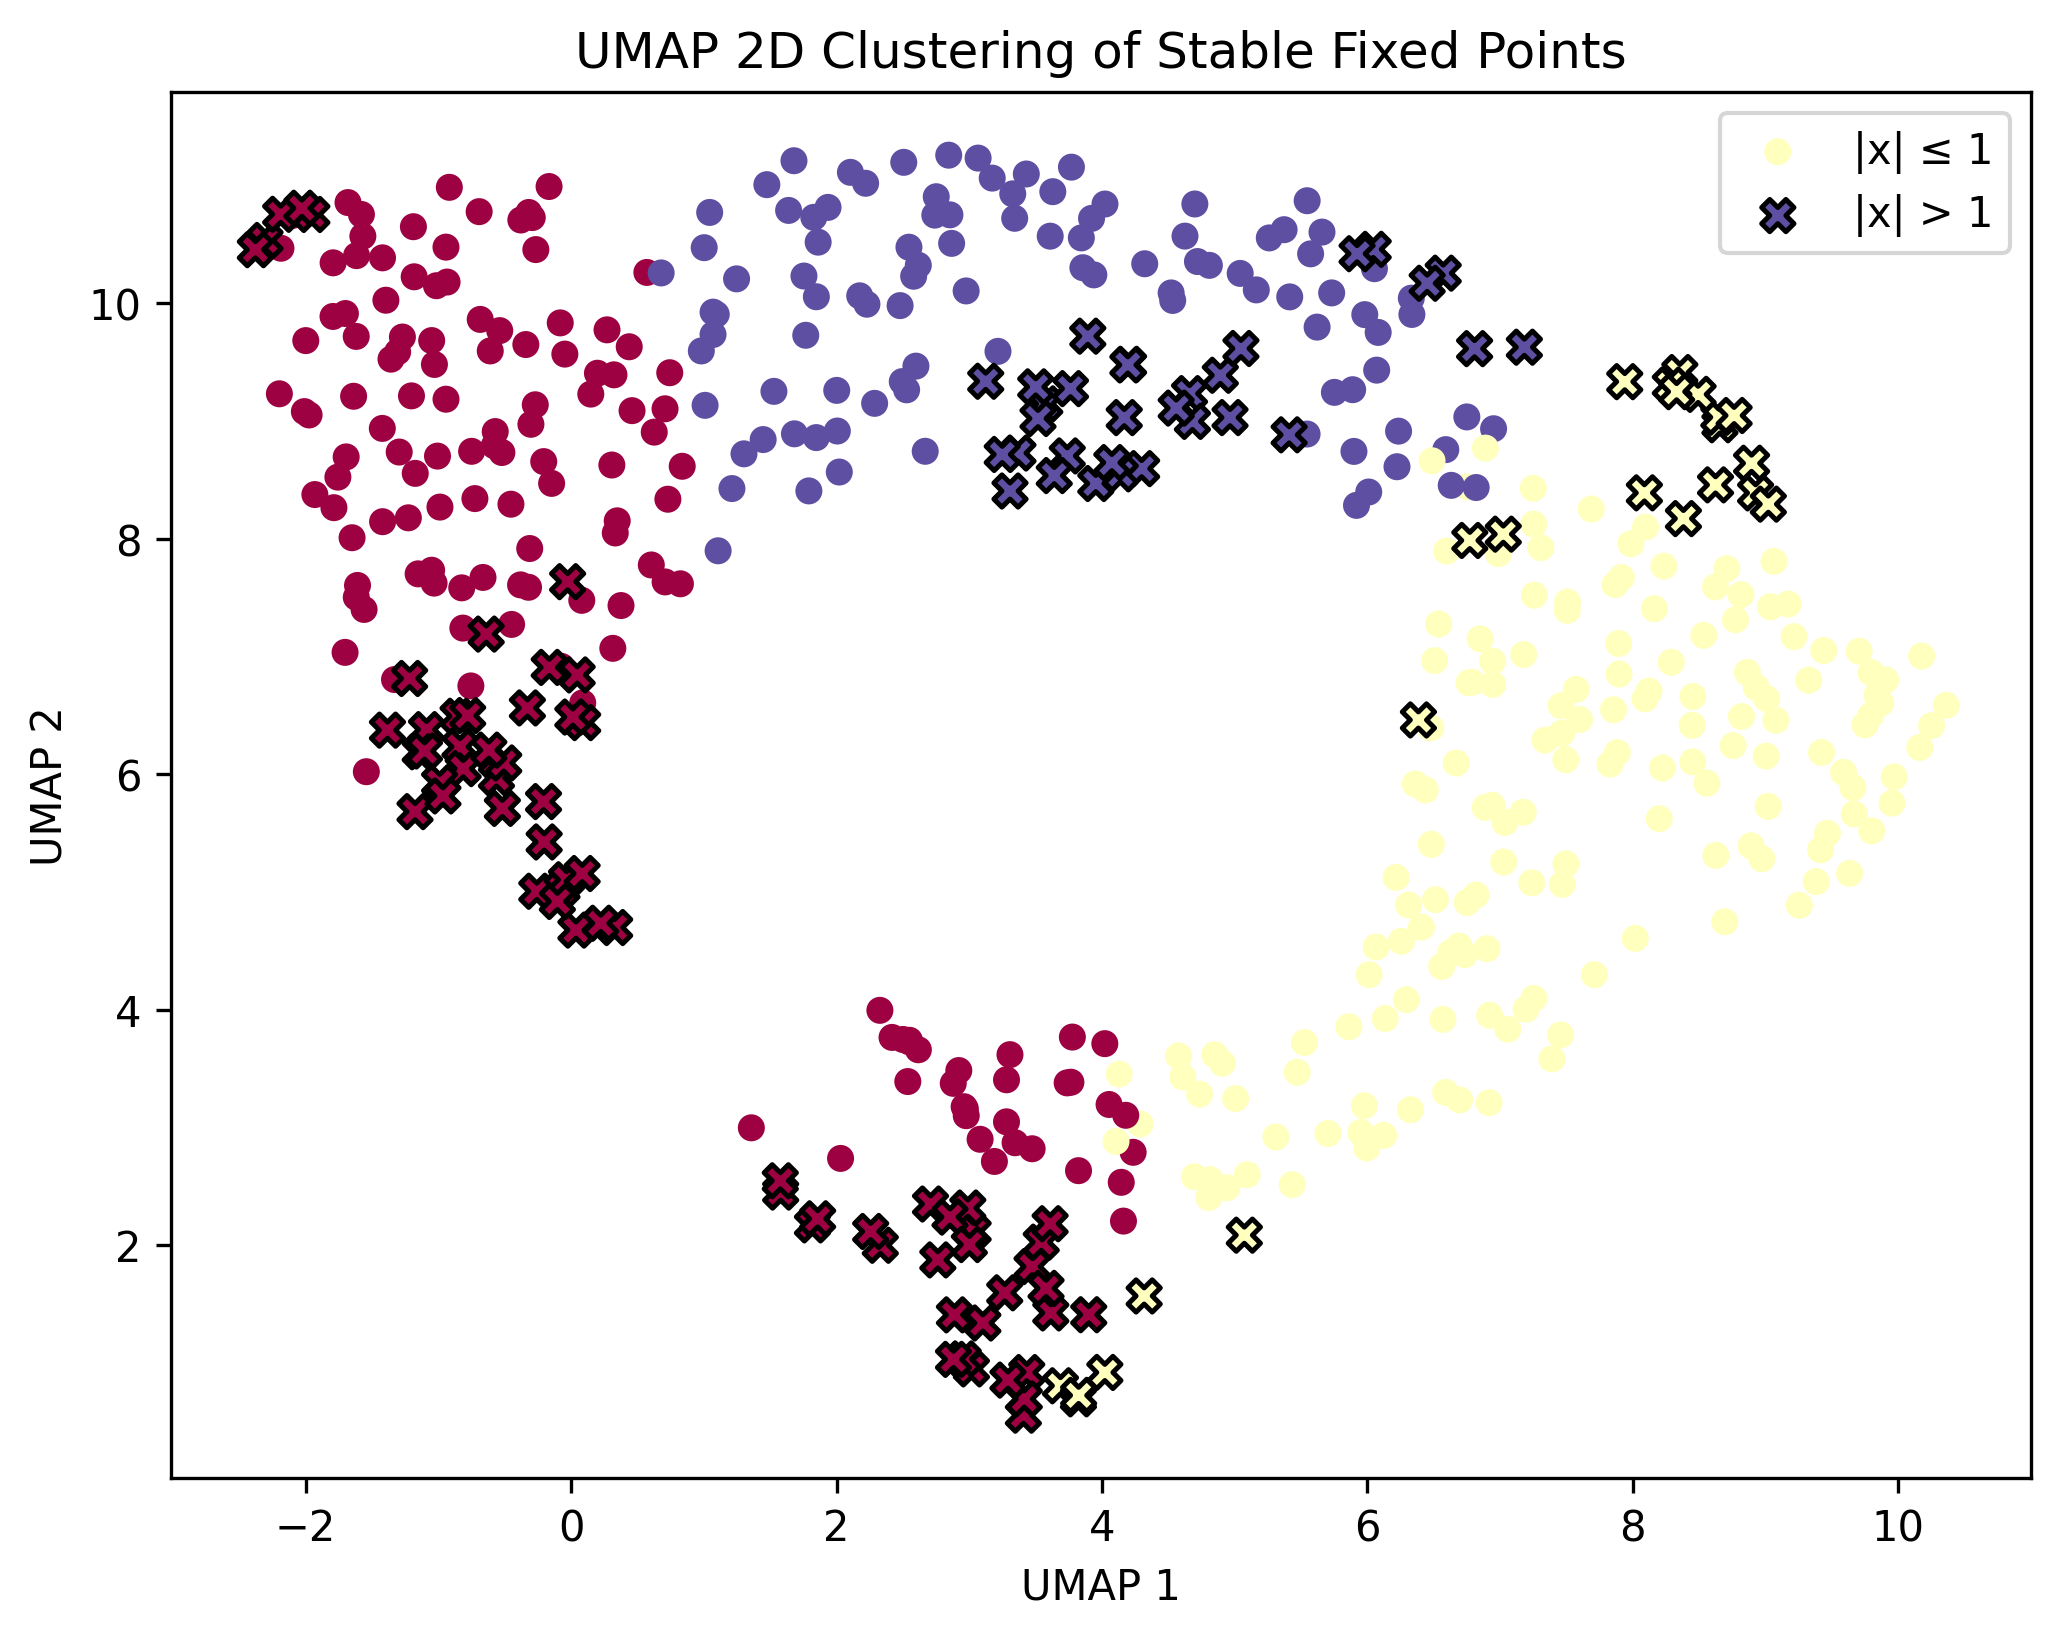 UMAP 2D Clustering of Stable Fixed Points
|x| ≤ 1
|x| > 1
10
8
6
4
2
UMAP 2
−2 0 2 4 6 8 10
UMAP 1